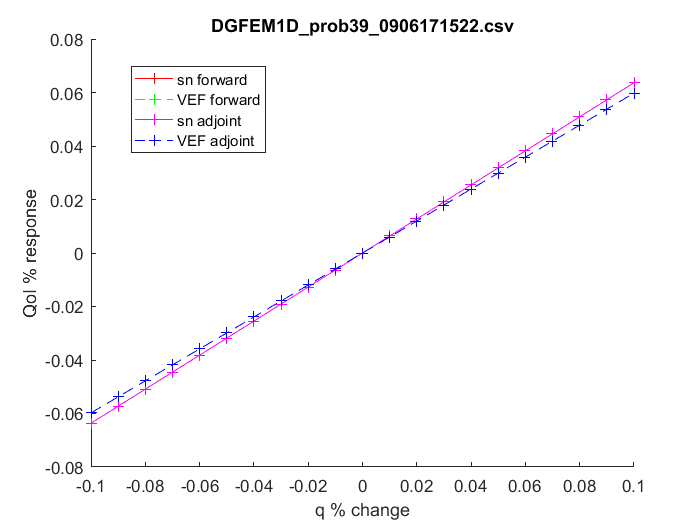 DGFEM1D_prob39_0906171522.csv
0.08
0.06
0.04
0.02
0
-0.02
-0.04
-0.06
-0.08
sn forward
VEF forward
sn adjoint
VEF adjoint
QoI % response
-0.1 -0.08 -0.06 -0.04 -0.02 0 0.02 0.04 0.06 0.08 0.1
q % change